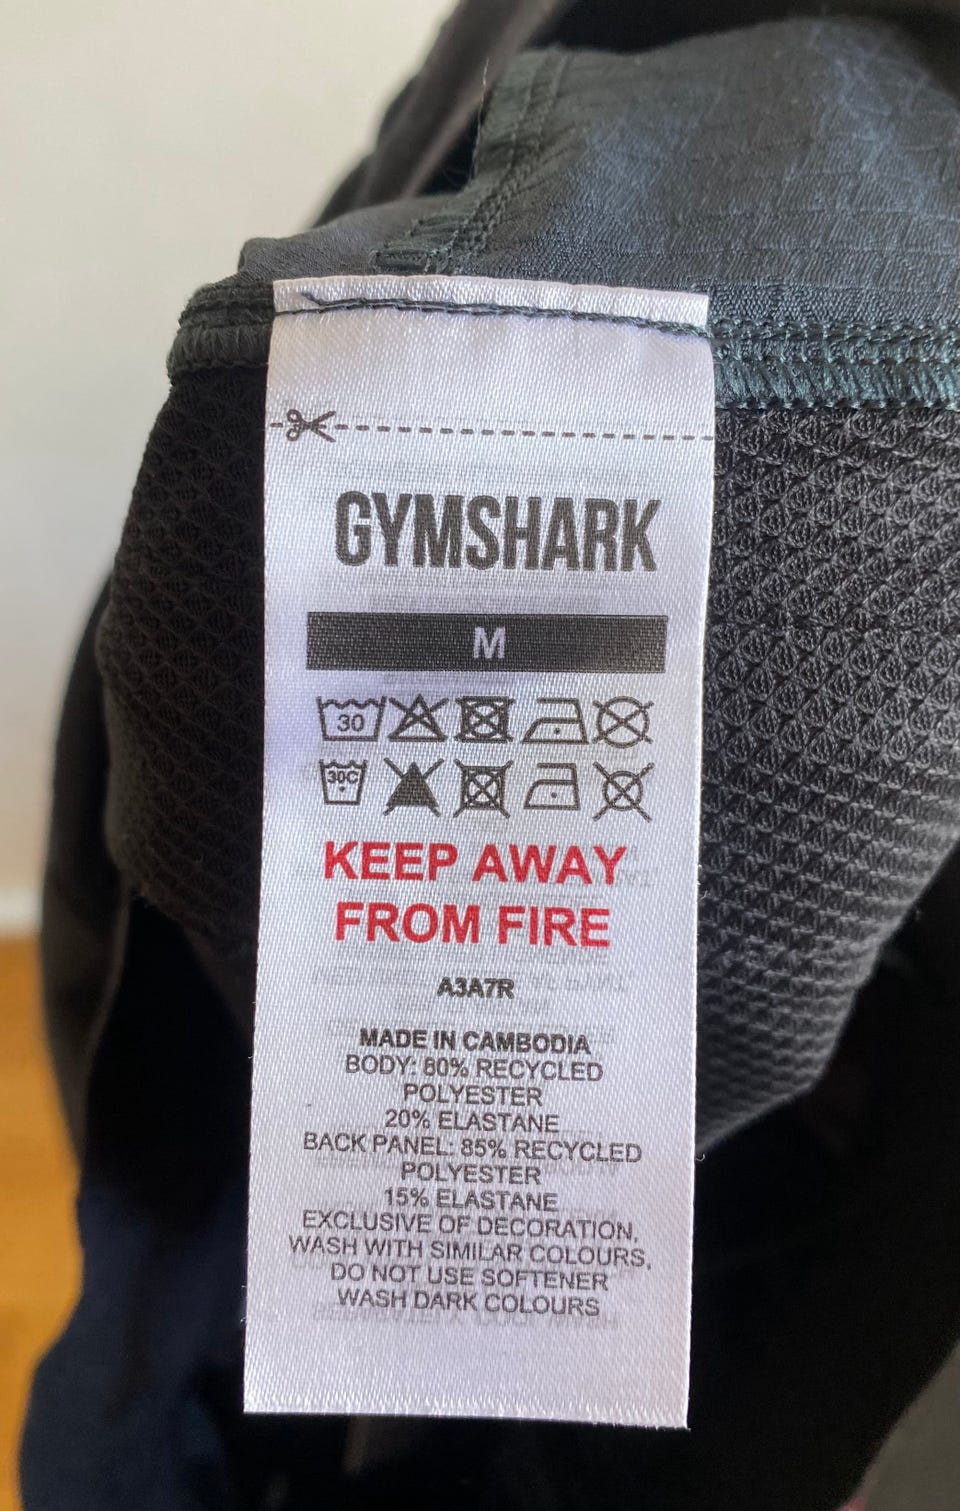 GYMSHARK
M
30
30C
KEEP AWAY
FROM FIRE
A3A7R
MADE IN CAMBODIA
BODY: 80% RECYCLED
POLYESTER
20% ELASTANE
BACK PANEL: 85% RECYCLED
POLYESTER
15% ELASTANE
EXCLUSIVE OF DECORATION,
WASH WITH SIMILAR COLOURS,
DO NOT USE SOFTENER
WASH DARK COLOURS